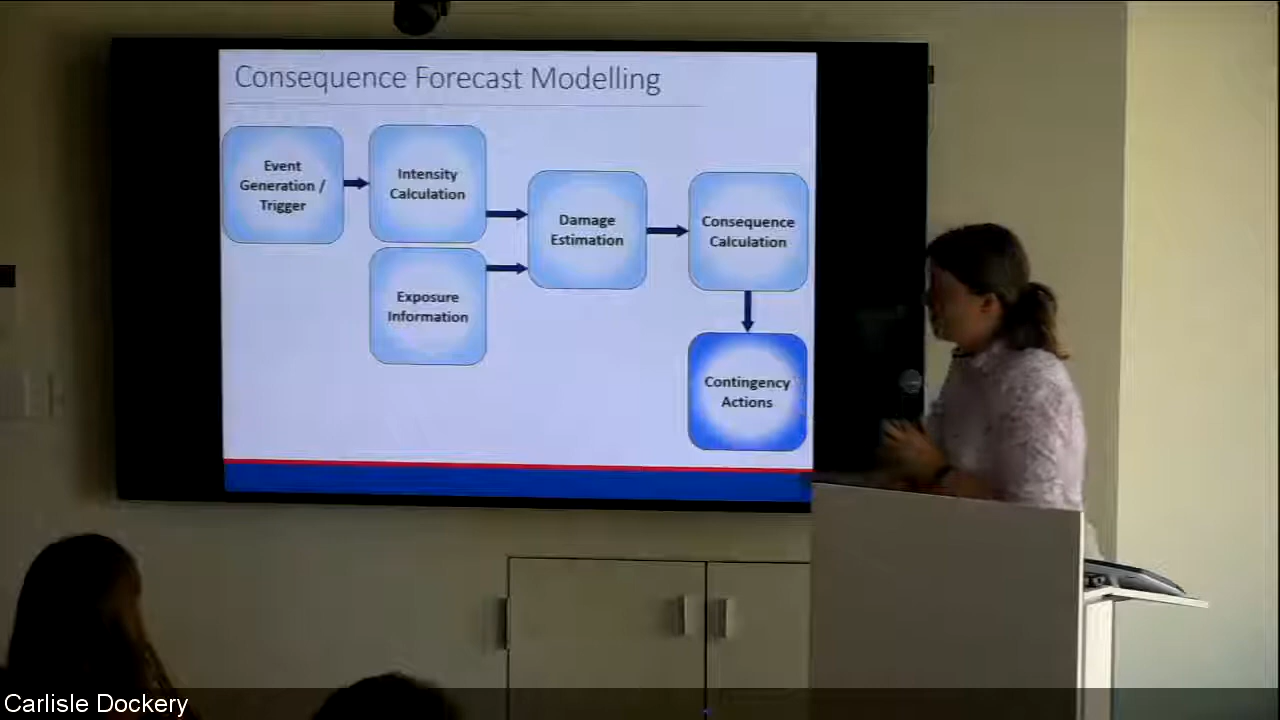 Consequence Forecast Modelling
Event
Generation /
Trigger
Intensity
Calculation
Exposure
Information
Damage
Estimation
Consequence
Calculation
Contingency
Actions
Carlisle Dockery